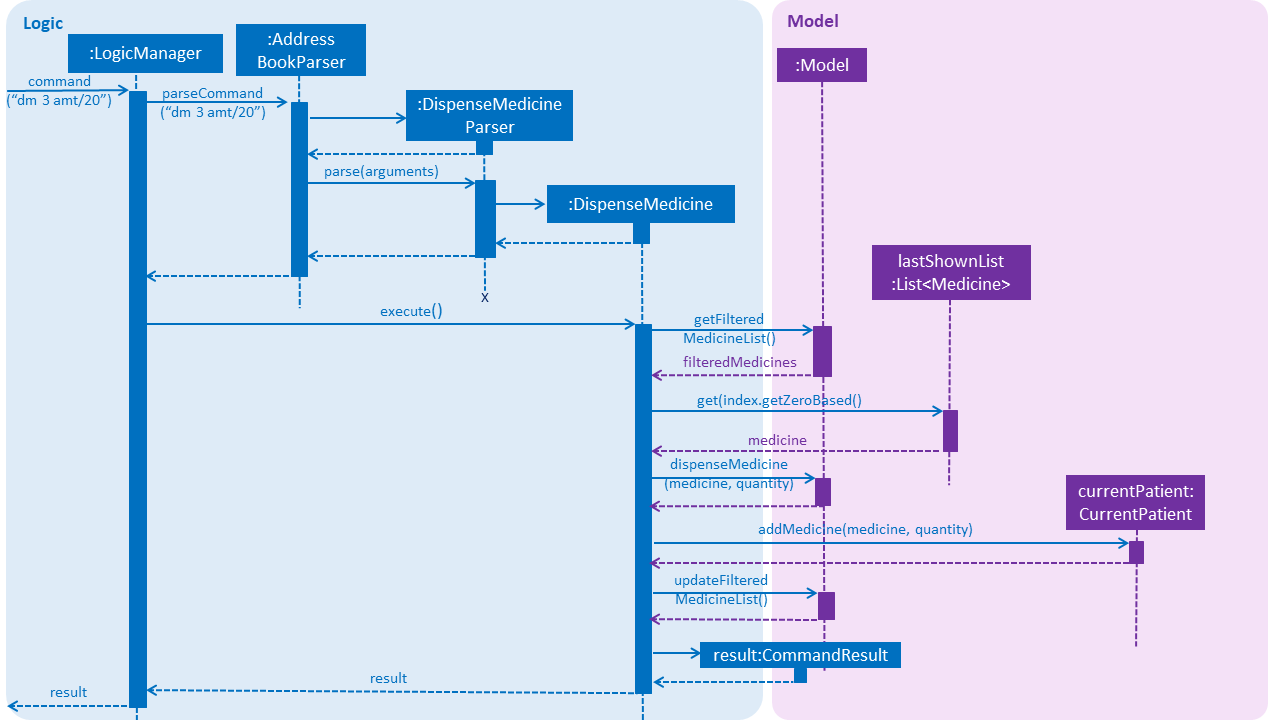 Logic
Model
:LogicManager
:Address
BookParser
:Model
command
(“dm 3 amt/20”)
parseCommand
(“dm 3 amt/20”)
:DispenseMedicine
Parser
parse(arguments)
:DispenseMedicine
lastShownList
:List<Medicine>
X
execute()
getFiltered
MedicineList()
filteredMedicines
get(index.getZeroBased()
medicine
dispenseMedicine
(medicine, quantity)
currentPatient:
CurrentPatient
addMedicine(medicine, quantity)
updateFiltered
MedicineList()
result:CommandResult
result
result